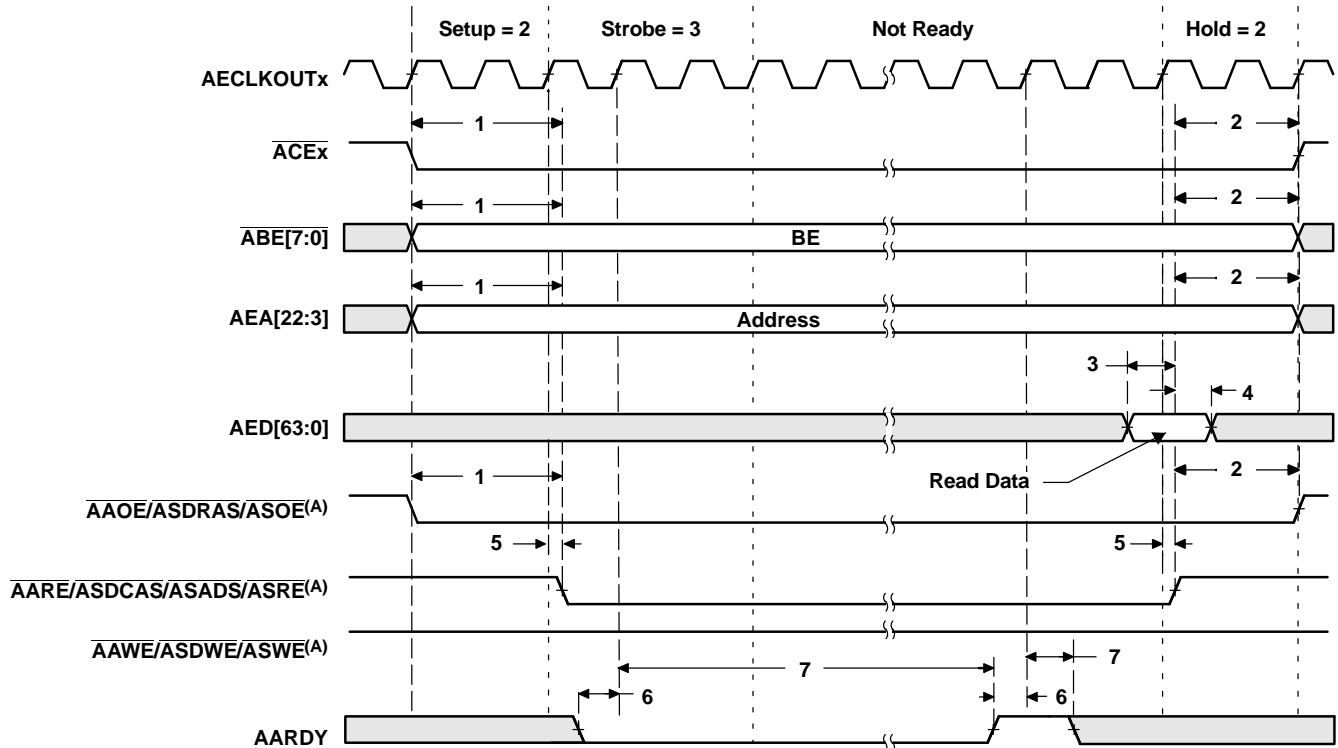 Setup = 2 Strobe = 3 Not Ready Hold = 2
AECLKOUTx
1 2
ACEx
1 2
ABE[7:0] BE
1 2
AEA[22:3] Address
3
4
AED[63:0]
1 Read Data 2
AAOE/ASDRAS/ASOE(A)
5 5
AARE/ASDCAS/ASADS/ASRE(A)
AAWE/ASDWE/ASWE(A)
7 7
6 6
AARDY